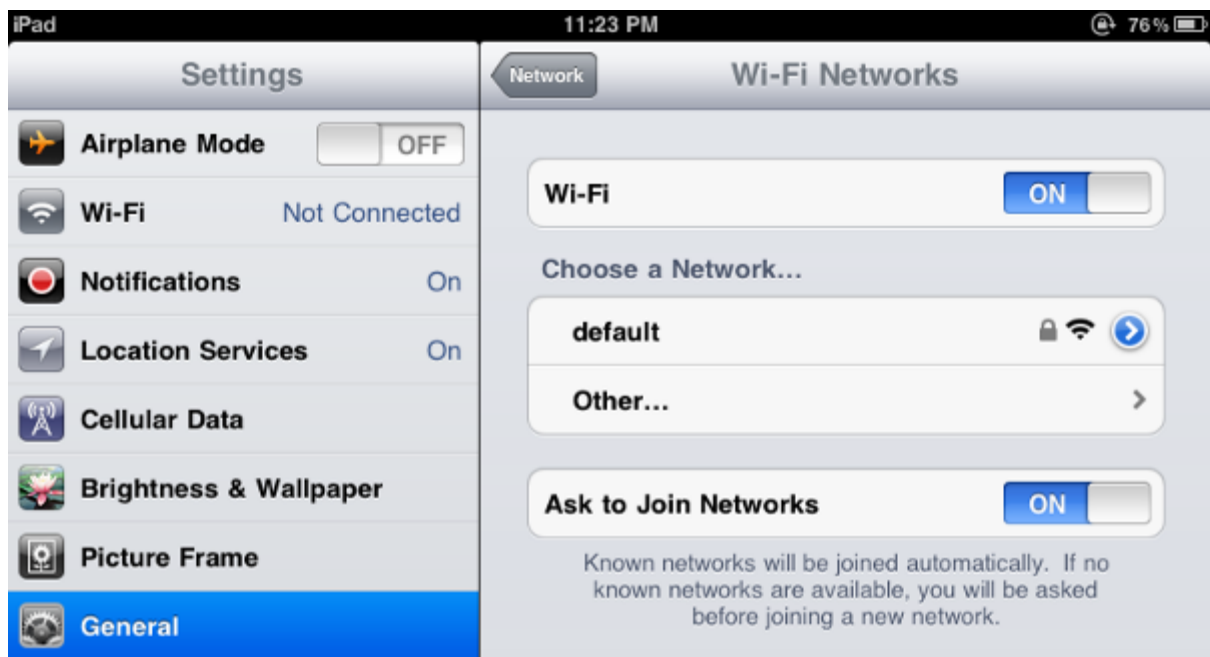 iPad 11:23 PM 76%
Settings
Network Wi-Fi Networks
Airplane Mode OFF
Wi-Fi Not Connected
Notifications On
Location Services On
Cellular Data
Brightness & Wallpaper
Picture Frame
General
Wi-Fi ON
Choose a Network...
default
Other...
Ask to Join Networks ON
Known networks will be joined automatically. If no
known networks are available, you will be asked
before joining a new network.